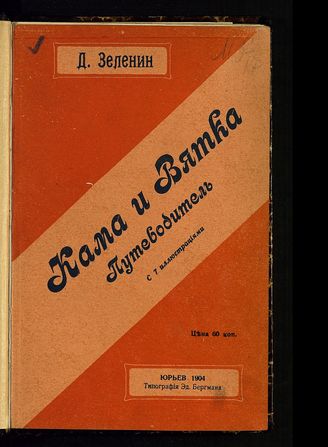 Д. Зеленин
Кама и Вятка
Путеводитель
с 7 иллюстраціями
Цѣна 60 коп.
ЮРЬЕВ 1904
Типографія Эд. Бергмана